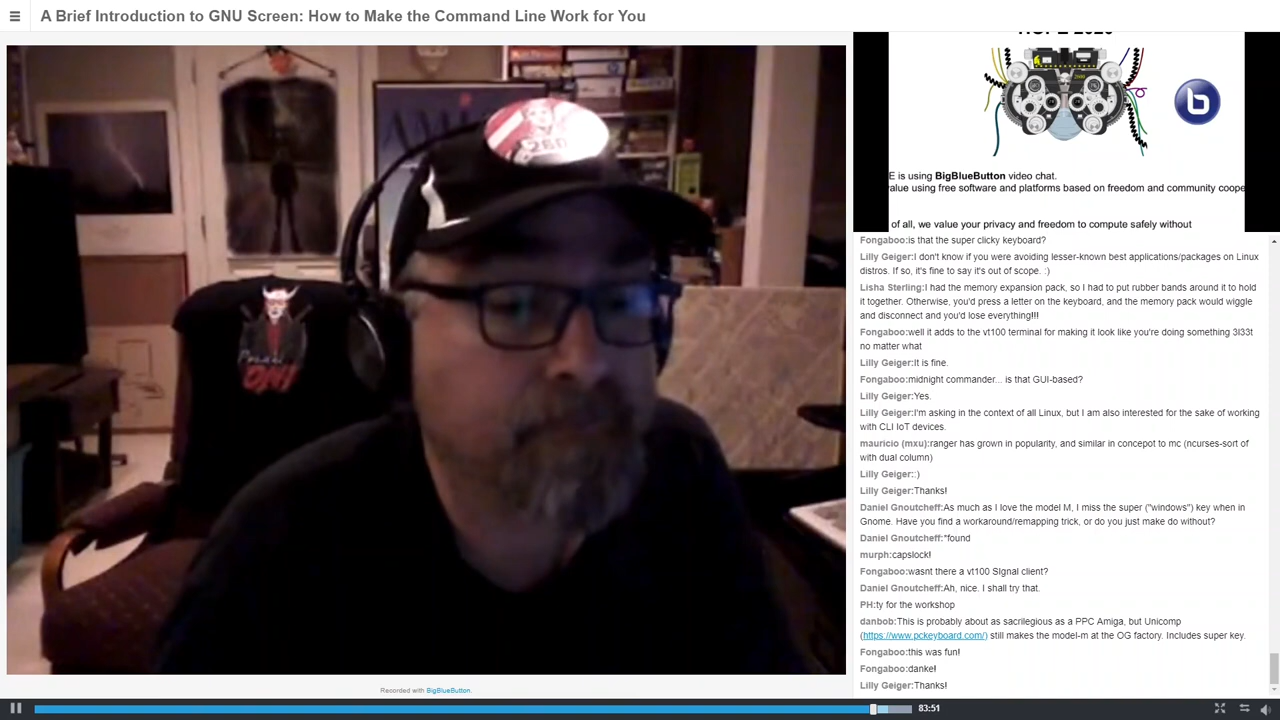 A Brief Introduction to GNU Screen: How to Make the Command Line Work for You
HOPE 2020
E is using BigBlueButton video chat.
alue using free software and platforms based on freedom and community coope
of all, we value your privacy and freedom to compute safely without
Fongaboo:is that the super clicky keyboard?
Lilly Geiger:I don't know if you were avoiding lesser-known best applications/packages on Linux
distros. If so, it's fine to say it's out of scope. :)
Lisha Sterling:I had the memory expansion pack, so I had to put rubber bands around it to hold
it together. Otherwise, you'd press a letter on the keyboard, and the memory pack would wiggle
and disconnect and you'd lose everything!!!
Fongaboo:well it adds to the vt100 terminal for making it look like you're doing something 3l33t
no matter what
Lilly Geiger:It is fine.
Fongaboo:midnight commander... is that GUI-based?
Lilly Geiger:Yes.
Lilly Geiger:I'm asking in the context of all Linux, but I am also interested for the sake of working
with CLI IoT devices.
mauricio (mxu):ranger has grown in popularity, and similar in concepot to mc (ncurses-sort of
with dual column)
Lilly Geiger::)
Lilly Geiger:Thanks!
Daniel Gnoutcheff:As much as I love the model M, I miss the super ("windows") key when in
Gnome. Have you find a workaround/remapping trick, or do you just make do without?
Daniel Gnoutcheff:*found
murph:capslock!
Fongaboo:wasnt there a vt100 SIgnal client?
Daniel Gnoutcheff:Ah, nice. I shall try that.
PH:ty for the workshop
danbob:This is probably about as sacrilegious as a PPC Amiga, but Unicomp
(https://www.pckeyboard.com/) still makes the model-m at the OG factory. Includes super key.
Fongaboo:this was fun!
Fongaboo:danke!
Lilly Geiger:Thanks!
Recorded with BigBlueButton.
83:51